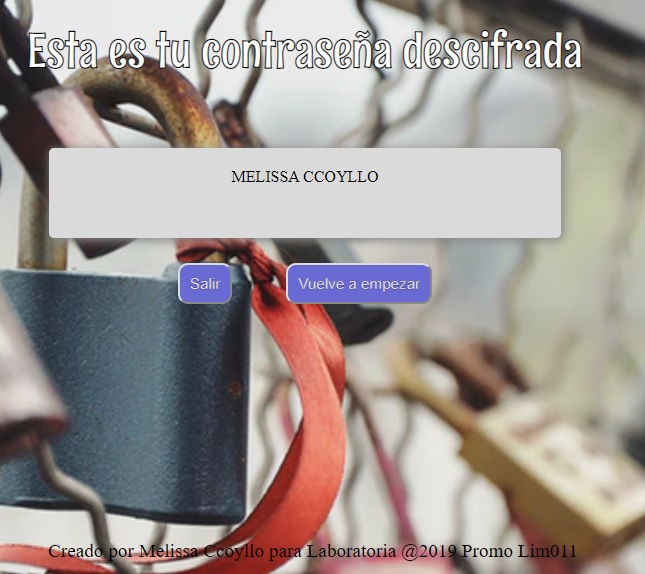 Esta es tu contraseña descifrada
MELISSA CCOYLLO
Salir
Vuelve a empezar
Creado por Melissa Ccoyllo para Laboratoria @2019 Promo Lim011